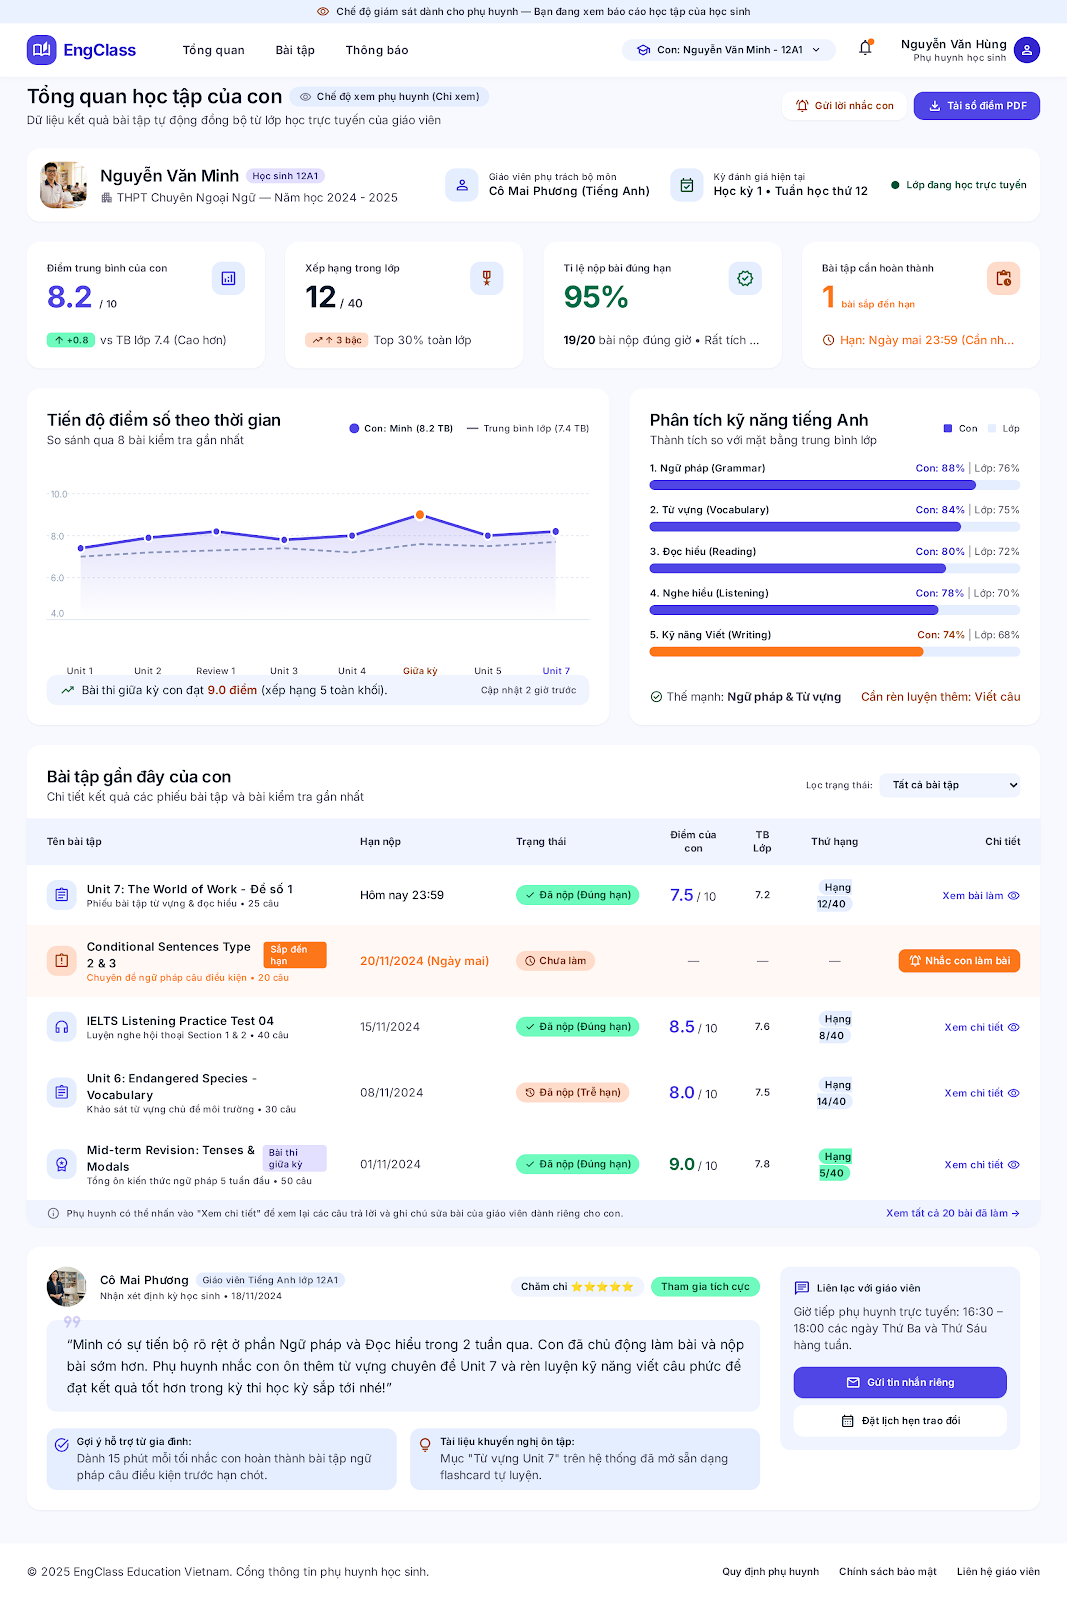 Chế độ giám sát dành cho phụ huynh — Bạn đang xem báo cáo học tập của học sinh
EngClass
Tổng quan
Bài tập
Thông báo
Con: Nguyễn Văn Minh - 12A1
Nguyễn Văn Hùng
Phụ huynh học sinh
Tổng quan học tập của con
Chế độ xem phụ huynh (Chỉ xem)
Dữ liệu kết quả bài tập tự động đồng bộ từ lớp học trực tuyến của giáo viên
Gửi lời nhắc con
Tải sổ điểm PDF
Nguyễn Văn Minh
Học sinh 12A1
THPT Chuyên Ngoại Ngữ — Năm học 2024 - 2025
Giáo viên phụ trách bộ môn
Cô Mai Phương (Tiếng Anh)
Kỳ đánh giá hiện tại
Học kỳ 1 • Tuần học thứ 12
Lớp đang học trực tuyến
Điểm trung bình của con
8.2 / 10
+0.8
vs TB lớp 7.4 (Cao hơn)
Xếp hạng trong lớp
12 / 40
↑ 3 bậc
Top 30% toàn lớp
Tỉ lệ nộp bài đúng hạn
95%
19/20 bài nộp đúng giờ • Rất tích ...
Bài tập cần hoàn thành
1 bài sắp đến hạn
Hạn: Ngày mai 23:59 (Cần nh...
Tiến độ điểm số theo thời gian
So sánh qua 8 bài kiểm tra gần nhất
Con: Minh (8.2 TB)
Trung bình lớp (7.4 TB)
10.0
8.0
6.0
4.0
Unit 1
Unit 2
Review 1
Unit 3
Unit 4
Giữa kỳ
Unit 5
Unit 7
Bài thi giữa kỳ con đạt 9.0 điểm (xếp hạng 5 toàn khối).
Cập nhật 2 giờ trước
Phân tích kỹ năng tiếng Anh
Thành tích so với mặt bằng trung bình lớp
Con
Lớp
1. Ngữ pháp (Grammar)
Con: 88% | Lớp: 76%
2. Từ vựng (Vocabulary)
Con: 84% | Lớp: 75%
3. Đọc hiểu (Reading)
Con: 80% | Lớp: 72%
4. Nghe hiểu (Listening)
Con: 78% | Lớp: 70%
5. Kỹ năng Viết (Writing)
Con: 74% | Lớp: 68%
Thế mạnh: Ngữ pháp & Từ vựng
Cần rèn luyện thêm: Viết câu
Bài tập gần đây của con
Chi tiết kết quả các phiếu bài tập và bài kiểm tra gần nhất
Lọc trạng thái:
Tất cả bài tập
Tên bài tập
Hạn nộp
Trạng thái
Điểm của
con
TB
Lớp
Thứ hạng
Chi tiết
Unit 7: The World of Work - Đề số 1
Phiếu bài tập từ vựng & đọc hiểu • 25 câu
Hôm nay 23:59
Đã nộp (Đúng hạn)
7.5 / 10
7.2
Hạng
12/40
Xem bài làm
Conditional Sentences Type
2 & 3
Sắp đến
hạn
Chuyên đề ngữ pháp câu điều kiện • 20 câu
20/11/2024 (Ngày mai)
Chưa làm
—
—
—
Nhắc con làm bài
IELTS Listening Practice Test 04
Luyện nghe hội thoại Section 1 & 2 • 40 câu
15/11/2024
Đã nộp (Đúng hạn)
8.5 / 10
7.6
Hạng
8/40
Xem chi tiết
Unit 6: Endangered Species -
Vocabulary
Khảo sát từ vựng chủ đề môi trường • 30 câu
08/11/2024
Đã nộp (Trễ hạn)
8.0 / 10
7.5
Hạng
14/40
Xem chi tiết
Mid-term Revision: Tenses &
Modals
Bài thi
giữa kỳ
Tổng ôn kiến thức ngữ pháp 5 tuần đầu • 50 câu
01/11/2024
Đã nộp (Đúng hạn)
9.0 / 10
7.8
Hạng
5/40
Xem chi tiết
Phụ huynh có thể nhấn vào "Xem chi tiết" để xem lại các câu trả lời và ghi chú sửa bài của giáo viên dành riêng cho con.
Xem tất cả 20 bài đã làm →
Cô Mai Phương
Giáo viên Tiếng Anh lớp 12A1
Nhận xét định kỳ học sinh • 18/11/2024
Chăm chỉ ⭐⭐⭐⭐⭐
Tham gia tích cực
“Minh có sự tiến bộ rõ rệt ở phần Ngữ pháp và Đọc hiểu trong 2 tuần qua. Con đã chủ động làm bài và nộp
bài sớm hơn. Phụ huynh nhắc con ôn thêm từ vựng chuyên đề Unit 7 và rèn luyện kỹ năng viết câu phức để
đạt kết quả tốt hơn trong kỳ thi học kỳ sắp tới nhé!”
Gợi ý hỗ trợ từ gia đình:
Dành 15 phút mỗi tối nhắc con hoàn thành bài tập ngữ
pháp câu điều kiện trước hạn chót.
Tài liệu khuyến nghị ôn tập:
Mục "Từ vựng Unit 7" trên hệ thống đã mở sẵn dạng
flashcard tự luyện.
Liên lạc với giáo viên
Giờ tiếp phụ huynh trực tuyến: 16:30 –
18:00 các ngày Thứ Ba và Thứ Sáu
hàng tuần.
Gửi tin nhắn riêng
Đặt lịch hẹn trao đổi
© 2025 EngClass Education Vietnam. Cổng thông tin phụ huynh học sinh.
Quy định phụ huynh
Chính sách bảo mật
Liên hệ giáo viên